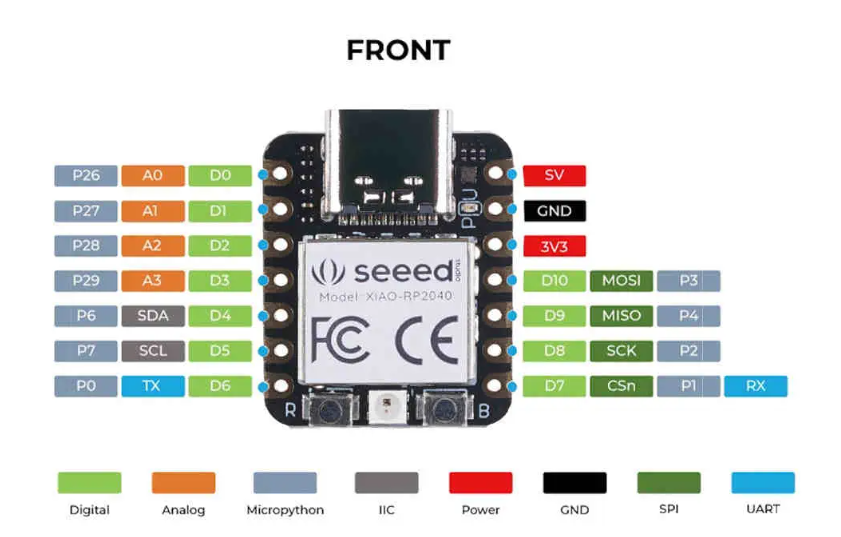 FRONT
P26 A0 D0 5V
P27 A1 D1 GND
P28 A2 D2 3V3
P29 A3 D3 D10 MOSI P3
P6 SDA D4 D9 MISO P4
P7 SCL D5 D8 SCK P2
P0 TX D6 D7 CSn P1 RX
seeed studio
Model: XIAO-RP2040
FC CE
R B
Digital Analog Micropython IIC Power GND SPI UART